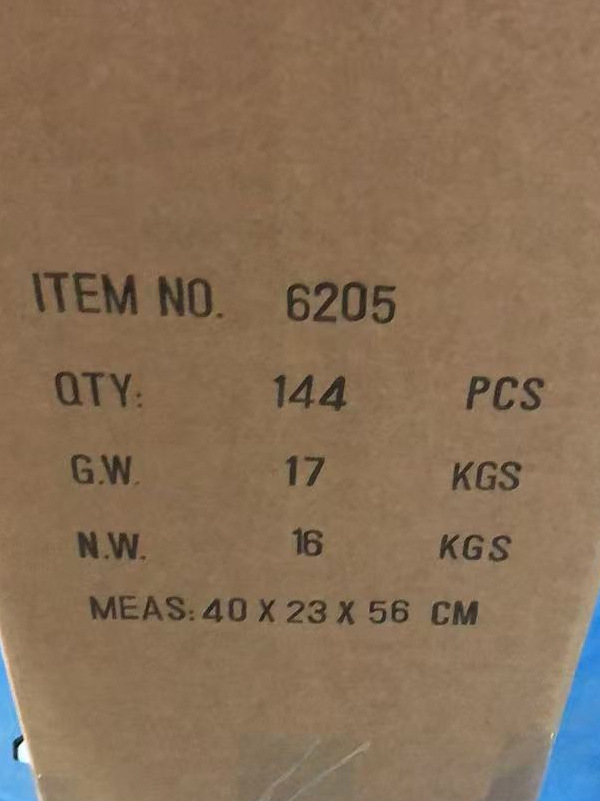 ITEM NO. 6205
QTY: 144 PCS
G.W. 17 KGS
N.W. 16 KGS
MEAS: 40 X 23 X 56 CM